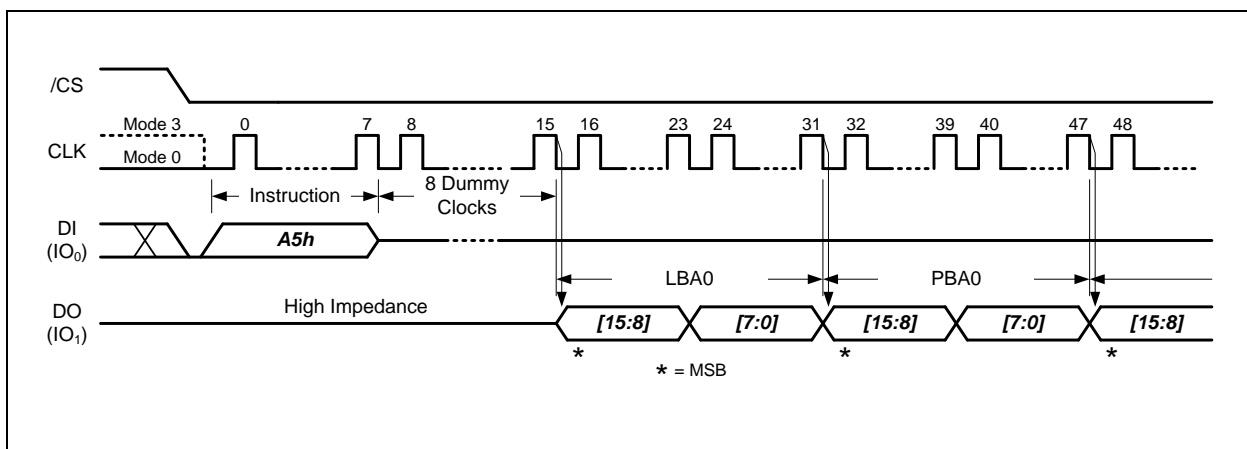 /CS
Mode 3 0 7 8 15 16 23 24 31 32 39 40 47 48
CLK
Mode 0
Instruction 8 Dummy
Clocks
DI
(IO₀) A5h
LBA0 PBA0
DO High Impedance [15:8] [7:0] [15:8] [7:0] [15:8]
(IO₁)
* * *
* = MSB